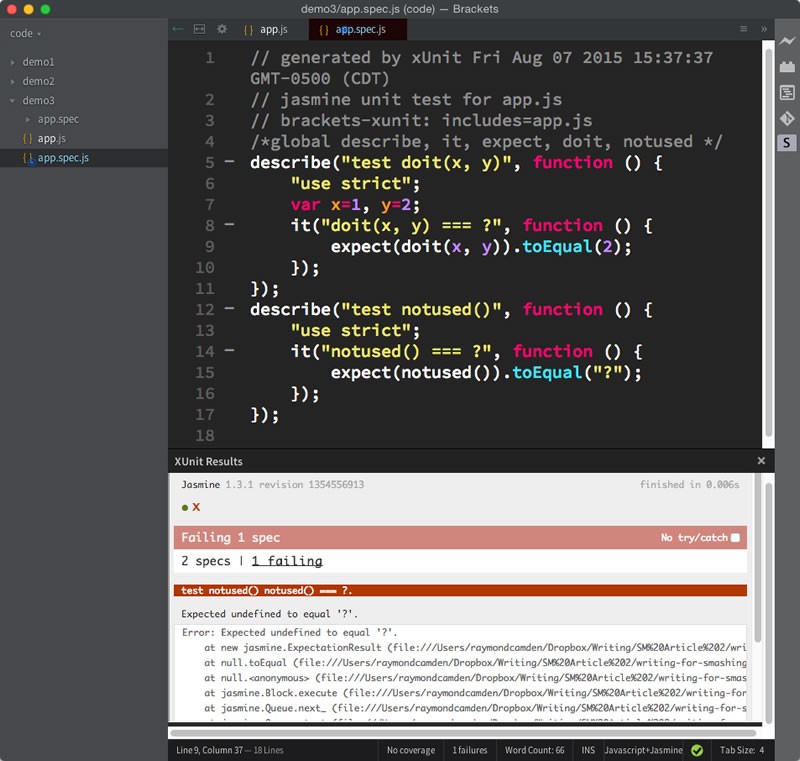 demo3/app.spec.js (code) — Brackets
code
demo1
demo2
demo3
app.spec
{ } app.js
{ } app.spec.js
{ } app.js
{ } app.spec.js
1 // generated by xUnit Fri Aug 07 2015 15:37:37
GMT-0500 (CDT)
2 // jasmine unit test for app.js
3 // brackets-xunit: includes=app.js
4 /*global describe, it, expect, doit, notused */
5 describe("test doit(x, y)", function () {
6 "use strict";
7 var x=1, y=2;
8 it("doit(x, y) === ?", function () {
9 expect(doit(x, y)).toEqual(2);
10 });
11 });
12 describe("test notused()", function () {
13 "use strict";
14 it("notused() === ?", function () {
15 expect(notused()).toEqual("?");
16 });
17 });
18
S
XUnit Results
Jasmine 1.3.1 revision 1354556913 finished in 0.006s
X
Failing 1 spec No try/catch
2 specs | 1 failing
test notused() notused() === ?.
Expected undefined to equal '?'.
Error: Expected undefined to equal '?'.
at new jasmine.ExpectationResult (file:///Users/raymondcamden/Dropbox/Writing/SM%20Article%202/wri
at null.toEqual (file:///Users/raymondcamden/Dropbox/Writing/SM%20Article%202/writing-for-smashing
at null.<anonymous> (file:///Users/raymondcamden/Dropbox/Writing/SM%20Article%202/writing-for-smas
at jasmine.Block.execute (file:///Users/raymondcamden/Dropbox/Writing/SM%20Article%202/writing-for
at jasmine.Queue.next_ (file:///Users/raymondcamden/Dropbox/Writing/SM%20Article%202/writing-for-s
Line 9, Column 37 — 18 Lines No coverage 1 failures Word Count: 66 INS Javascript+Jasmine Tab Size: 4